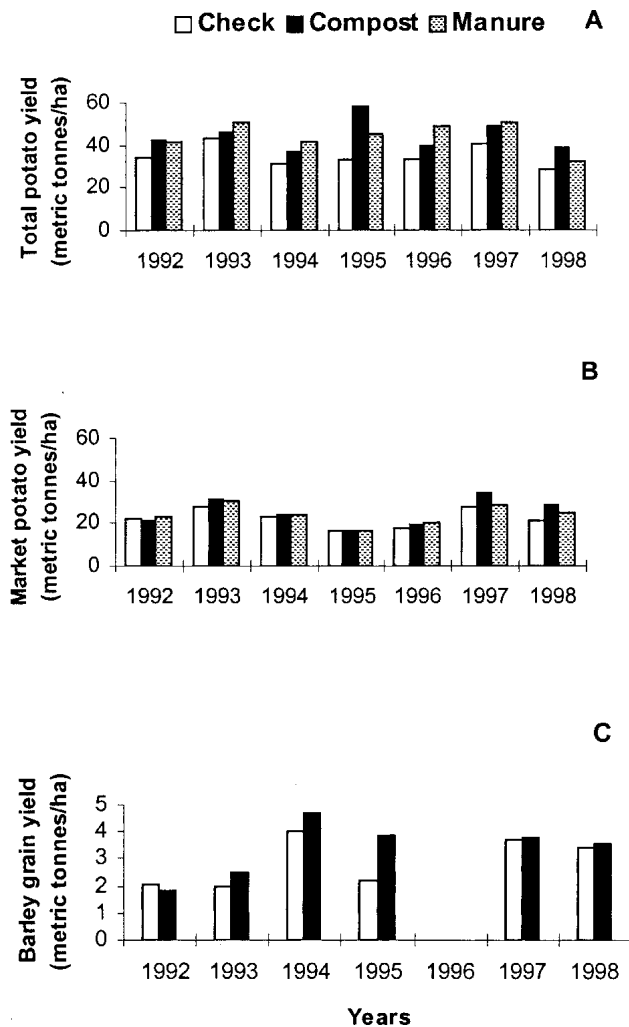 Check Compost Manure A
Total potato yield
(metric tonnes/ha)
60
40
20
0
1992 1993 1994 1995 1996 1997 1998
B
Market potato yield
(metric tonnes/ha)
60
40
20
0
1992 1993 1994 1995 1996 1997 1998
C
Barley grain yield
(metric tonnes/ha)
5
4
3
2
1
0
1992 1993 1994 1995 1996 1997 1998
Years